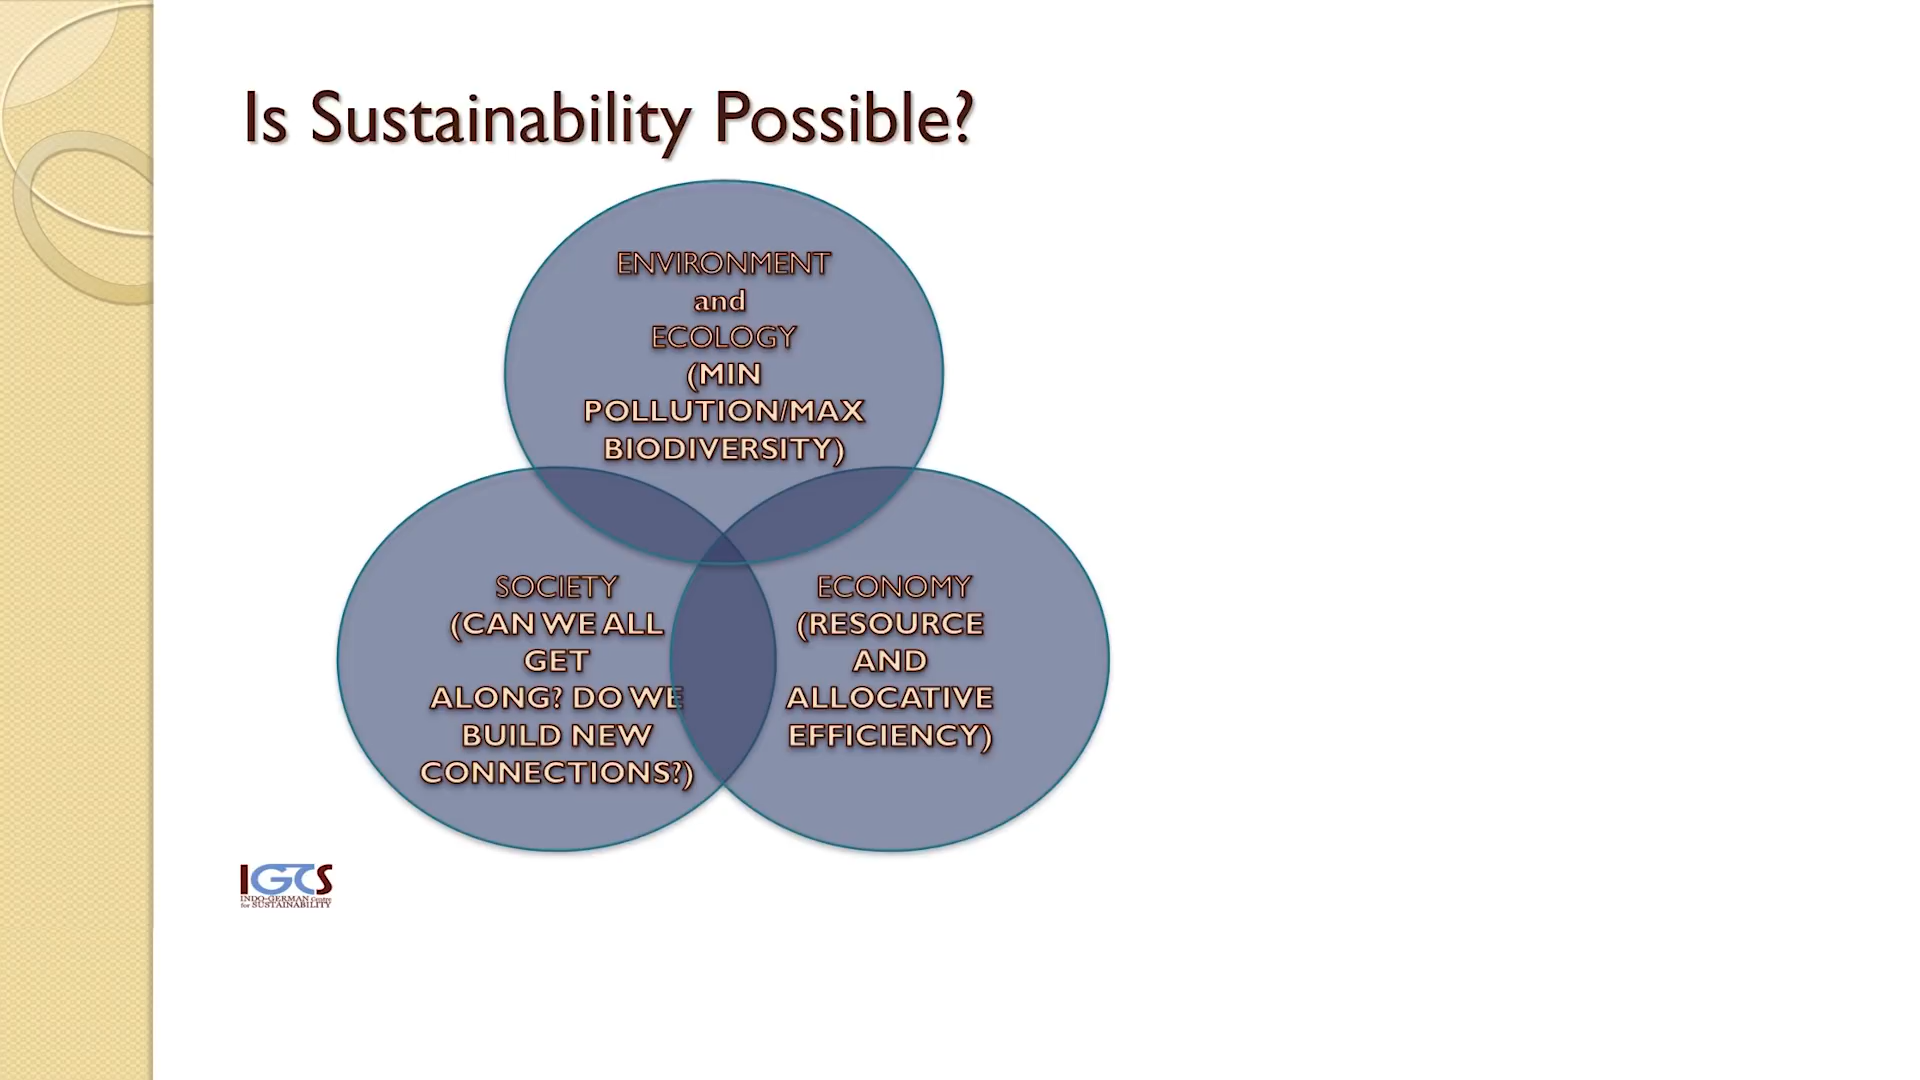 Is Sustainability Possible?
ENVIRONMENT
and
ECOLOGY
(MIN
POLLUTION/MAX
BIODIVERSITY)
SOCIETY
(CAN WE ALL
GET
ALONG? DO WE
BUILD NEW
CONNECTIONS?)
ECONOMY
(RESOURCE
AND
ALLOCATIVE
EFFICIENCY)
IGCS
INDO-GERMAN Centre
for SUSTAINABILITY